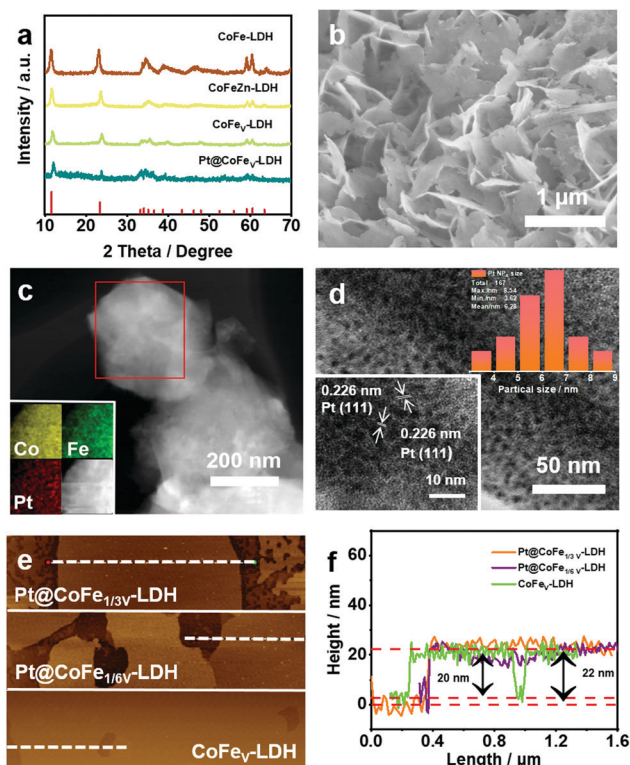 a
CoFe-LDH
CoFeZn-LDH
CoFeV-LDH
Pt@CoFeV-LDH
Intensity / a.u.
10 20 30 40 50 60 70
2 Theta / Degree
b
1 µm
c
Co
Fe
Pt
200 nm
d
Pt NPs size
Total 167
Max/nm 8.54
Min/nm 3.62
Mean/nm 6.28
4 5 6 7 8 9
Partical size / nm
0.226 nm
Pt (111)
0.226 nm
Pt (111)
10 nm
50 nm
e
Pt@CoFe1/3V-LDH
Pt@CoFe1/6V-LDH
CoFeV-LDH
f
Pt@CoFe1/3 V-LDH
Pt@CoFe1/6 V-LDH
CoFeV-LDH
Height / nm
60
40
20
0
20 nm
22 nm
0.0 0.4 0.8 1.2 1.6
Length / µm